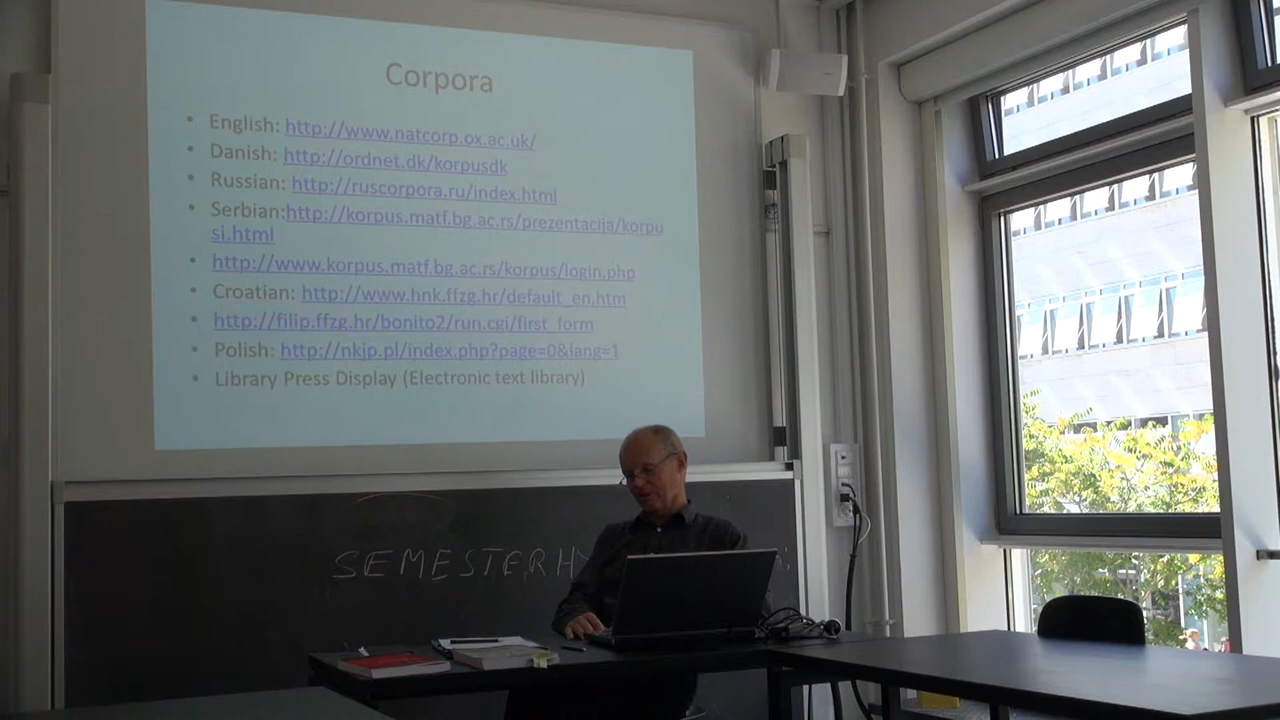 Corpora
• English: http://www.natcorp.ox.ac.uk/
• Danish: http://ordnet.dk/korpusdk
• Russian: http://ruscorpora.ru/index.html
• Serbian:http://korpus.matf.bg.ac.rs/prezentacija/korpu
si.html
• http://www.korpus.matf.bg.ac.rs/korpus/login.php
• Croatian: http://www.hnk.ffzg.hr/default_en.htm
• http://filip.ffzg.hr/bonito2/run.cgi/first_form
• Polish: http://nkjp.pl/index.php?page=0&lang=1
• Library Press Display (Electronic text library)